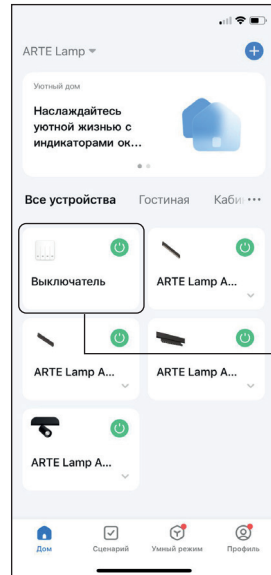 ARTE Lamp
Уютный дом
Наслаждайтесь
уютной жизнью с
индикаторами ок...
Все устройства Гостиная Каби
Выключатель
ARTE Lamp A...
ARTE Lamp A...
ARTE Lamp A...
ARTE Lamp A...
Дом Сценарий Умный режим Профиль